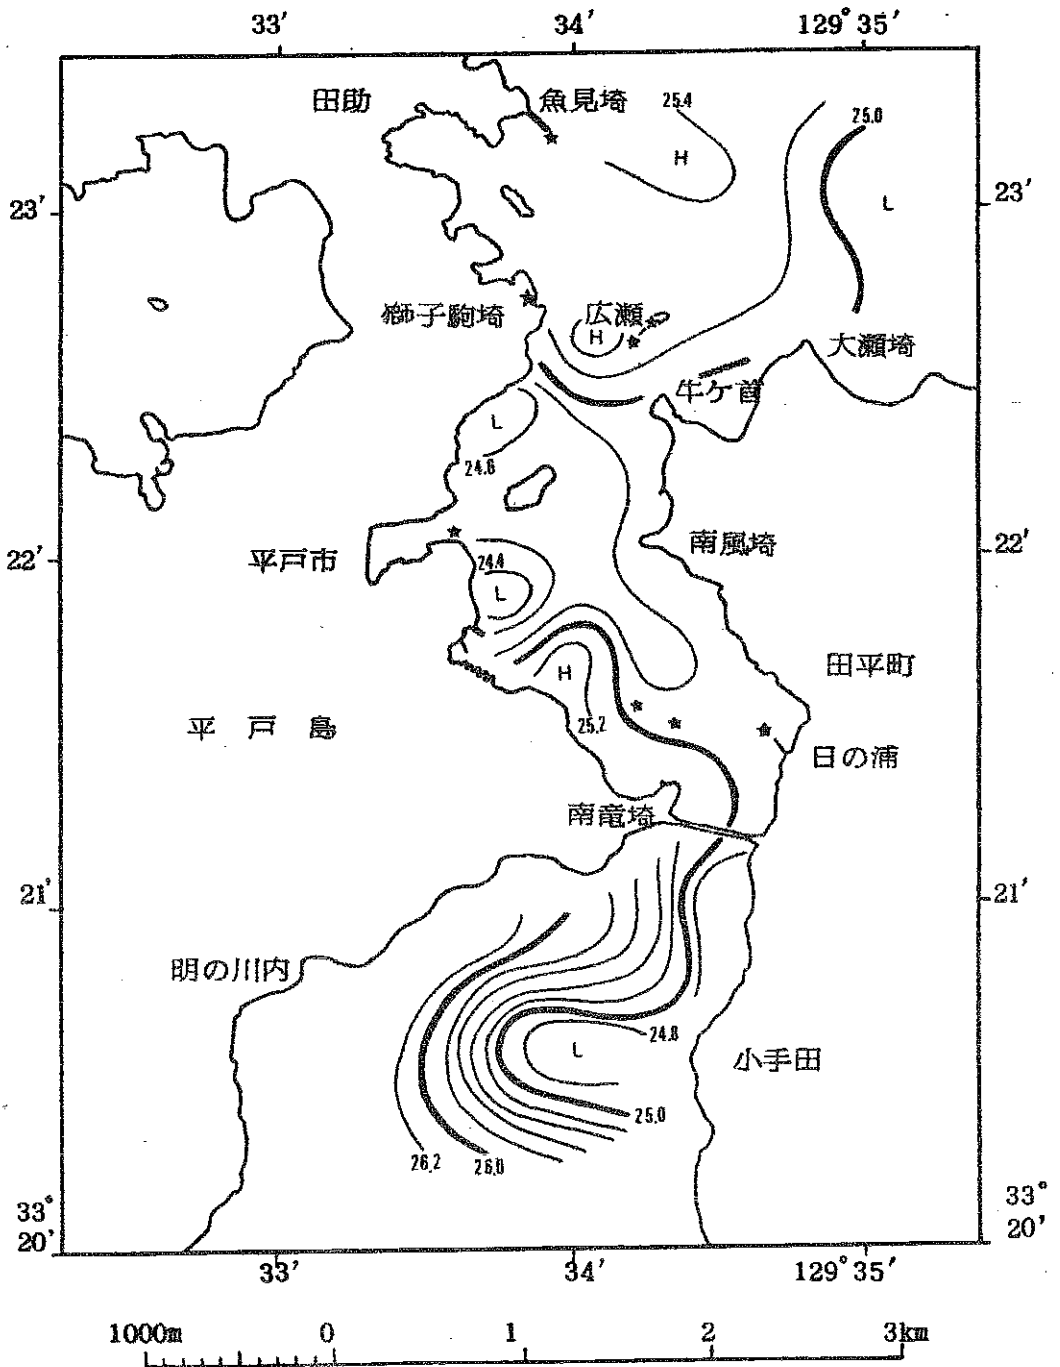 33' 34' 129°35'
田助 魚見埼 25.4 25.0
H
23' L 23'
獅子駒埼 広瀬
H 大瀬埼
牛ケ首
L
24.6
22' 平戸市 南風埼 22'
24.4
L
田平町
H
平戸島 25.2
日の浦
南竜埼
21' 21'
明の川内
24.8
L 小手田
25.0
26.2 26.0
33° 33°
20' 20'
33' 34' 129°35'
1000m 0 1 2 3km